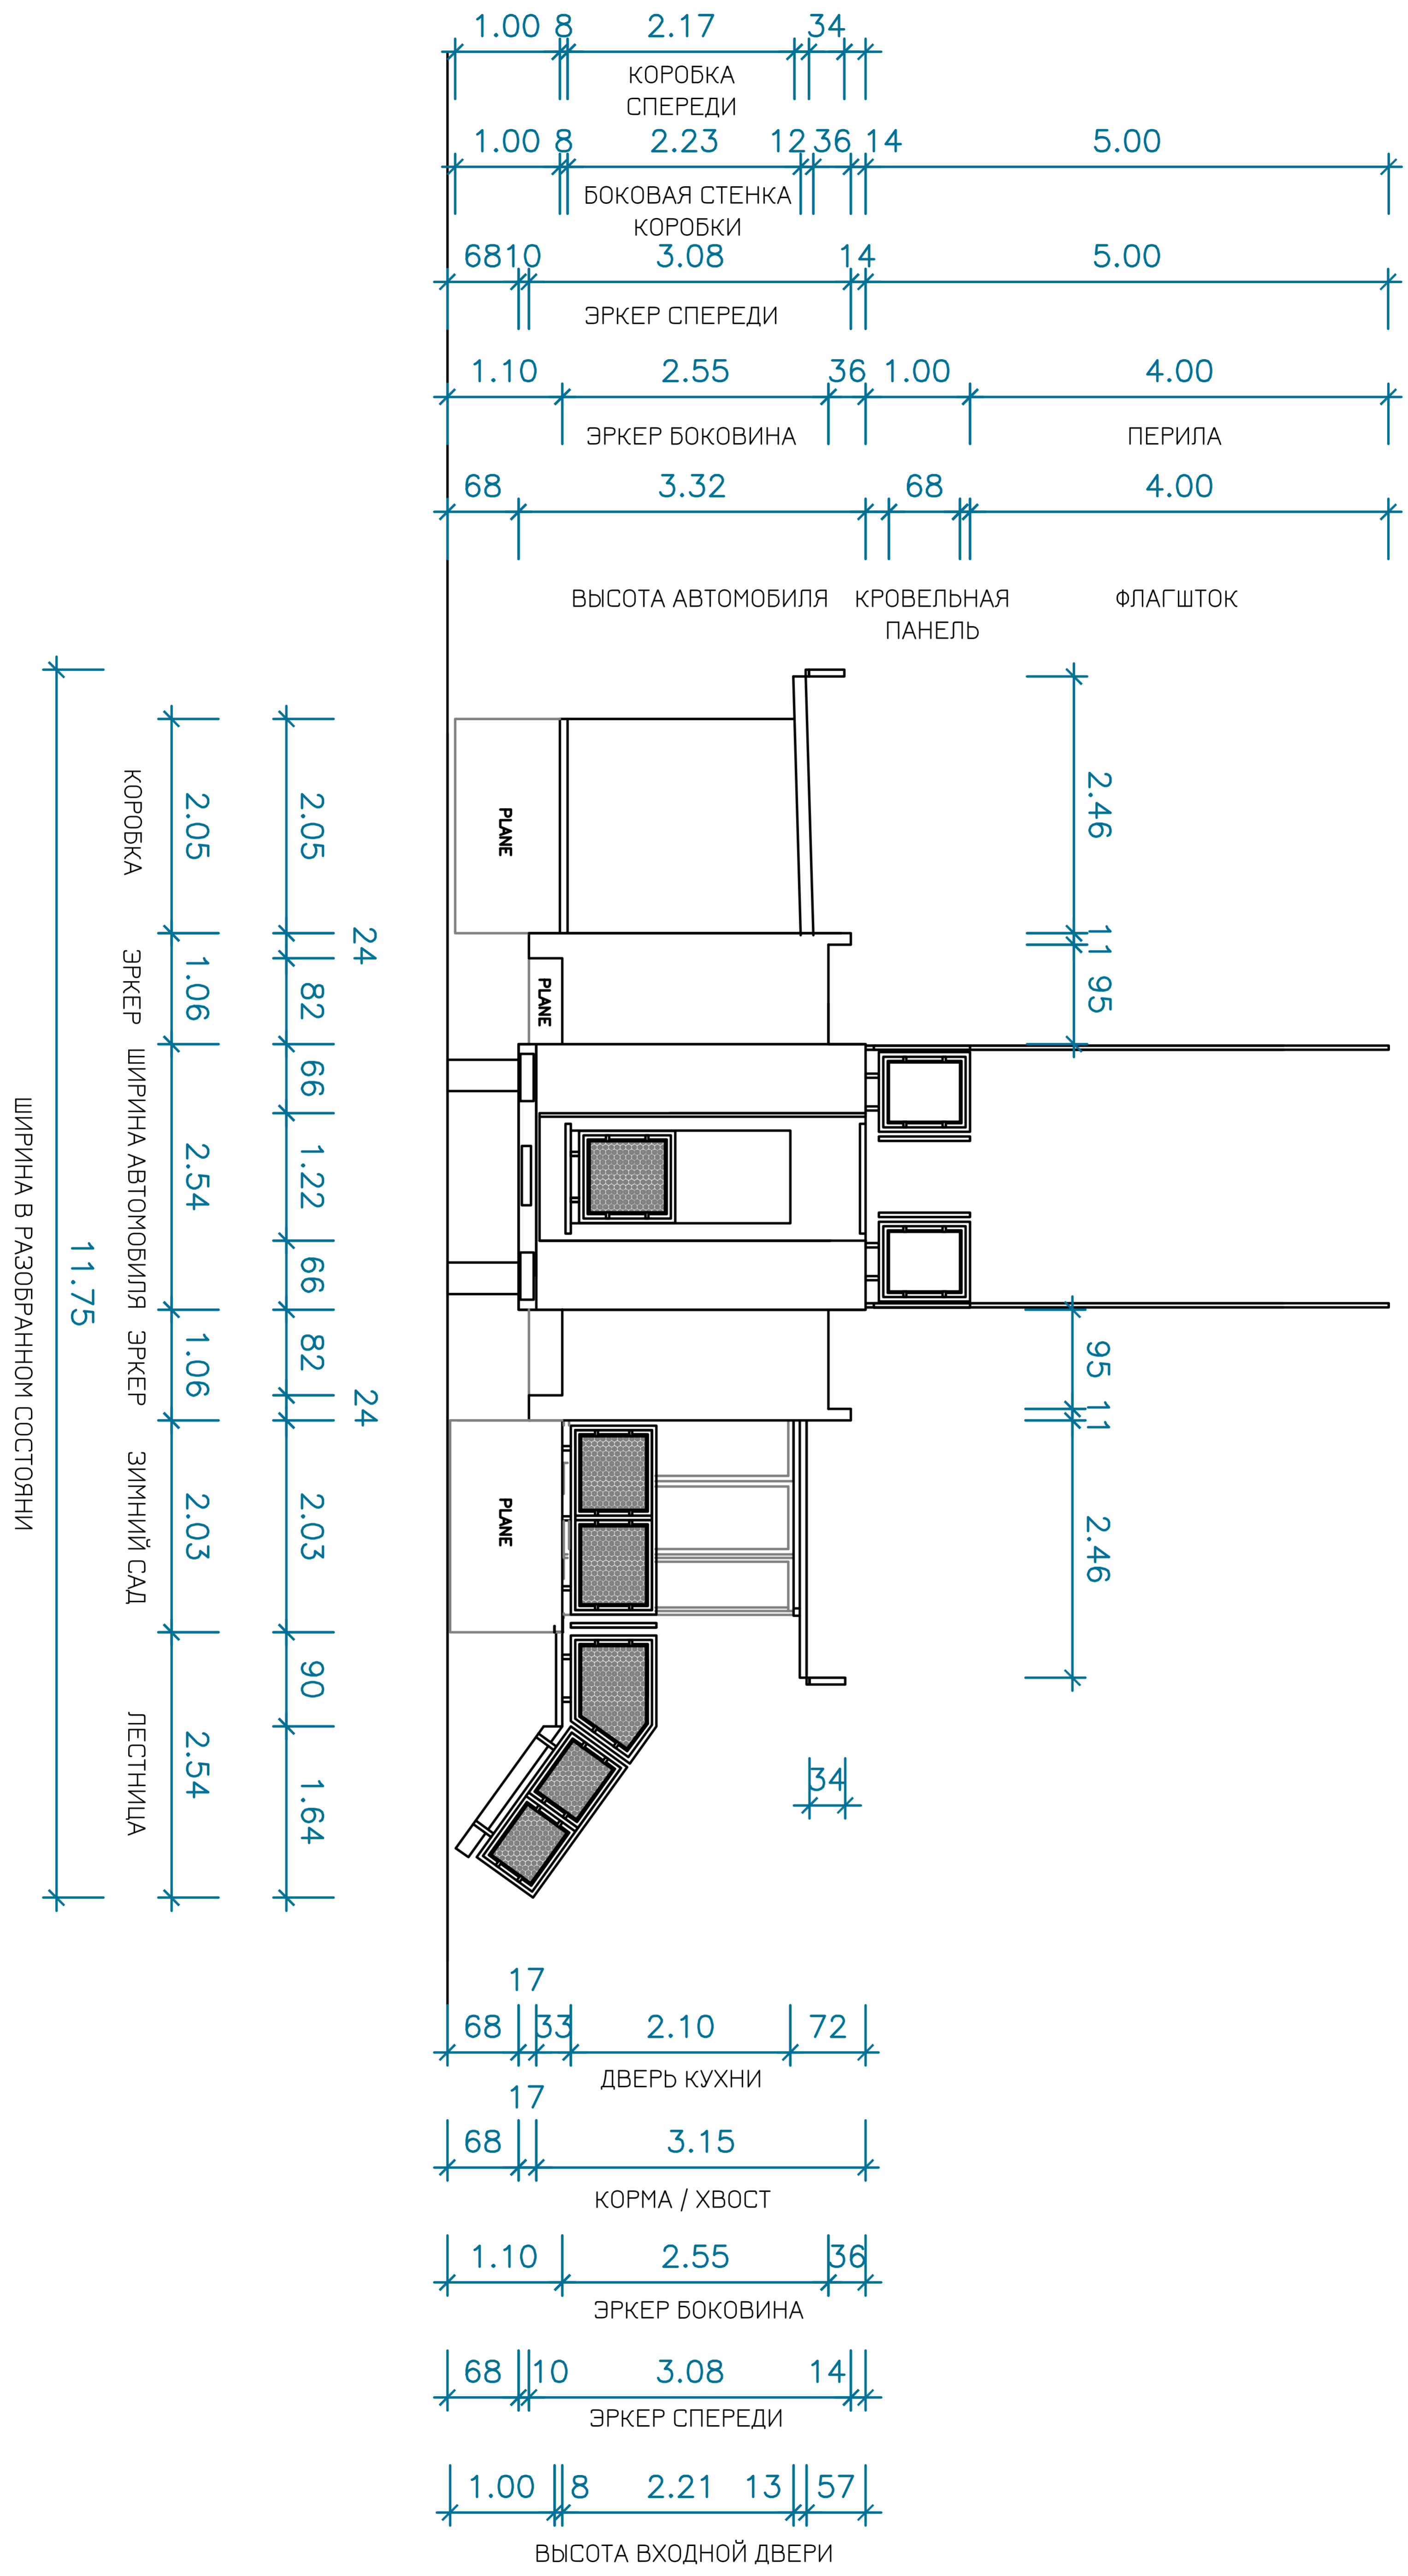 1.00 8 2.17 34
КОРОБКА
СПЕРЕДИ
1.00 8 2.23 12 36 14 5.00
БОКОВАЯ СТЕНКА
КОРОБКИ
68 10 3.08 14 5.00
ЭРКЕР СПЕРЕДИ
1.10 2.55 36 1.00 4.00
ЭРКЕР БОКОВИНА ПЕРИЛА
68 3.32 68 4.00
ВЫСОТА АВТОМОБИЛЯ КРОВЕЛЬНАЯ ФЛАГШТОК
ПАНЕЛЬ
2.46 11 95
95 11 2.46
34
PLANE
PLANE
PLANE
24 24
2.05 82 66 1.22 66 82 2.03 90 1.64
2.05 1.06 2.54 1.06 2.03 2.54
КОРОБКА ЭРКЕР ШИРИНА АВТОМОБИЛЯ ЭРКЕР ЗИМНИЙ САД ЛЕСТНИЦА
11.75
ШИРИНА В РАЗОБРАННОМ СОСТОЯНИ
17
68 33 2.10 72
ДВЕРЬ КУХНИ
17
68 3.15
КОРМА / ХВОСТ
1.10 2.55 36
ЭРКЕР БОКОВИНА
68 10 3.08 14
ЭРКЕР СПЕРЕДИ
1.00 8 2.21 13 57
ВЫСОТА ВХОДНОЙ ДВЕРИ